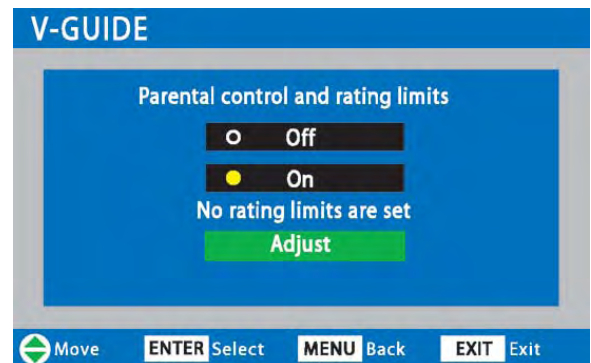 V-GUIDE
Parental control and rating limits
Off
On
No rating limits are set
Adjust
Move ENTER Select MENU Back EXIT Exit